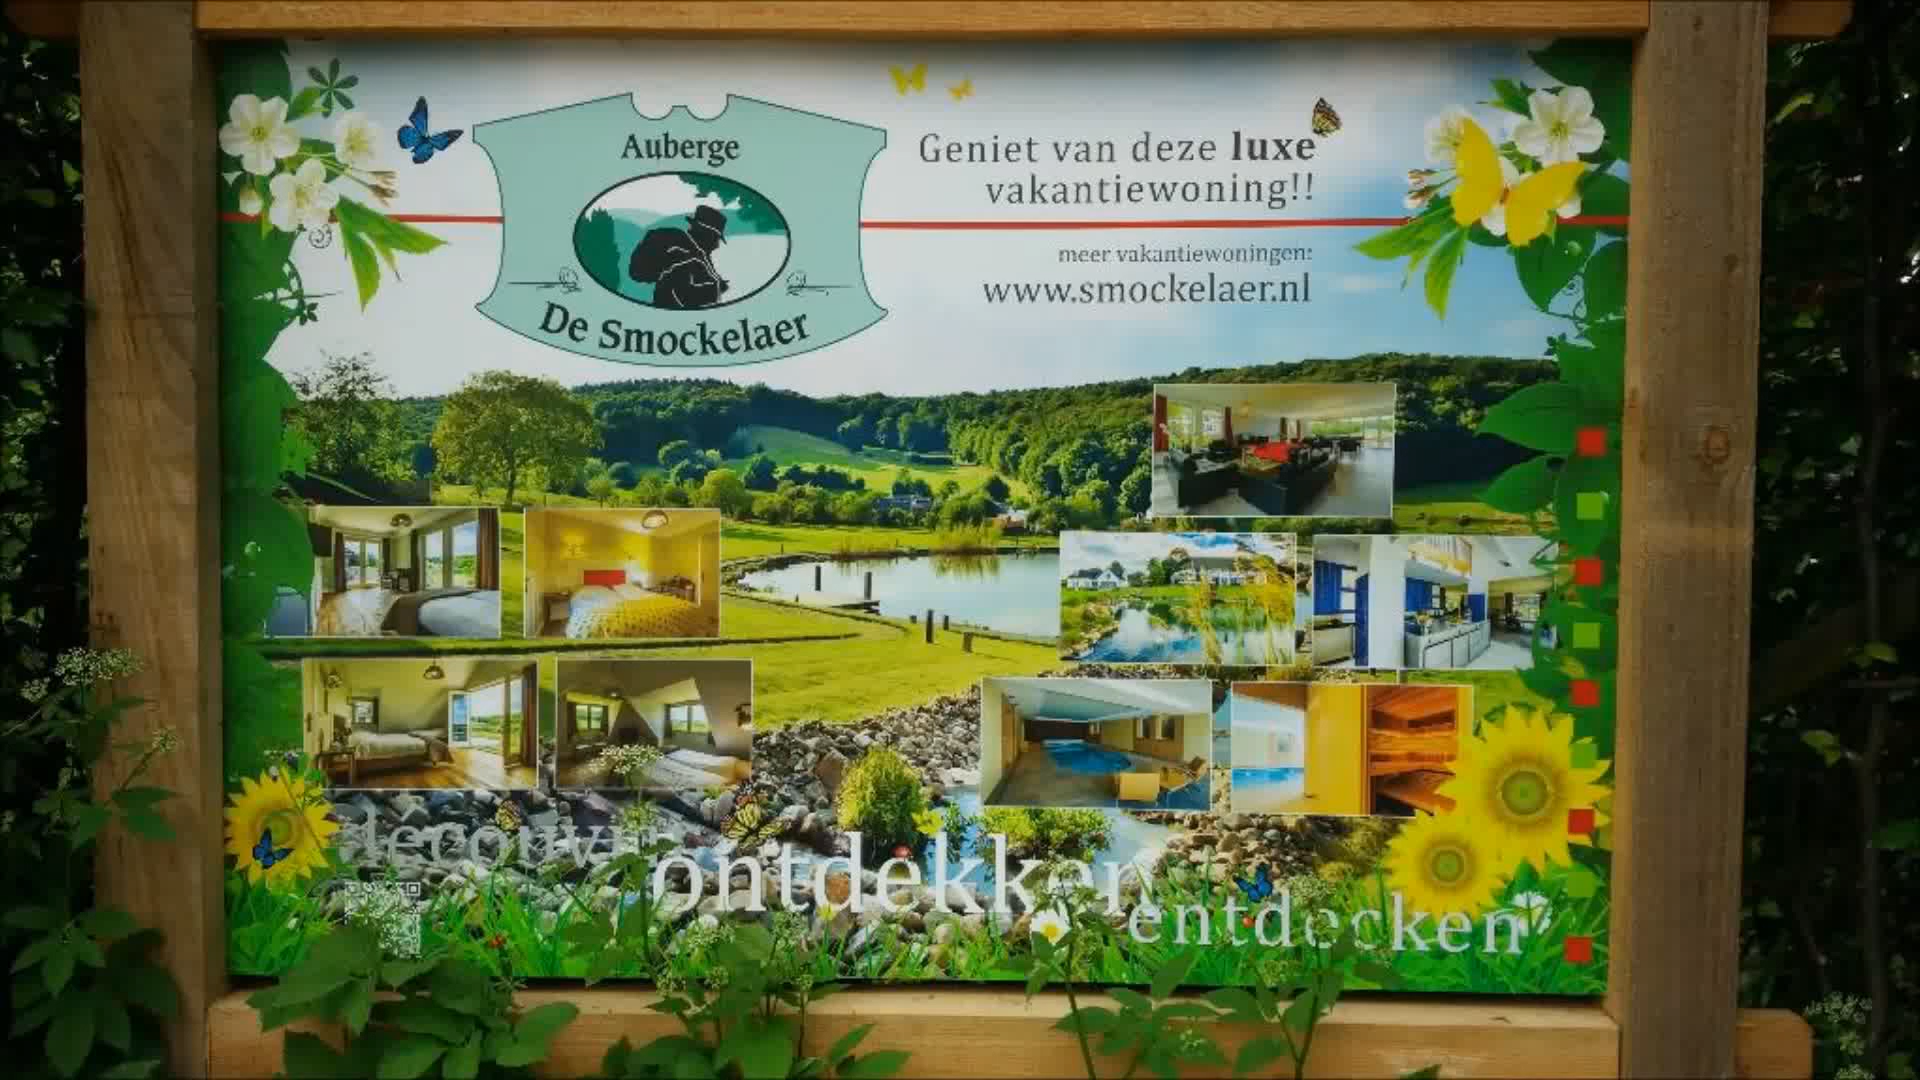 Auberge
De Smockelaer
Geniet van deze luxe
vakantiewoning!!
meer vakantiewoningen:
www.smockelaer.nl
ontdekken
entdecken